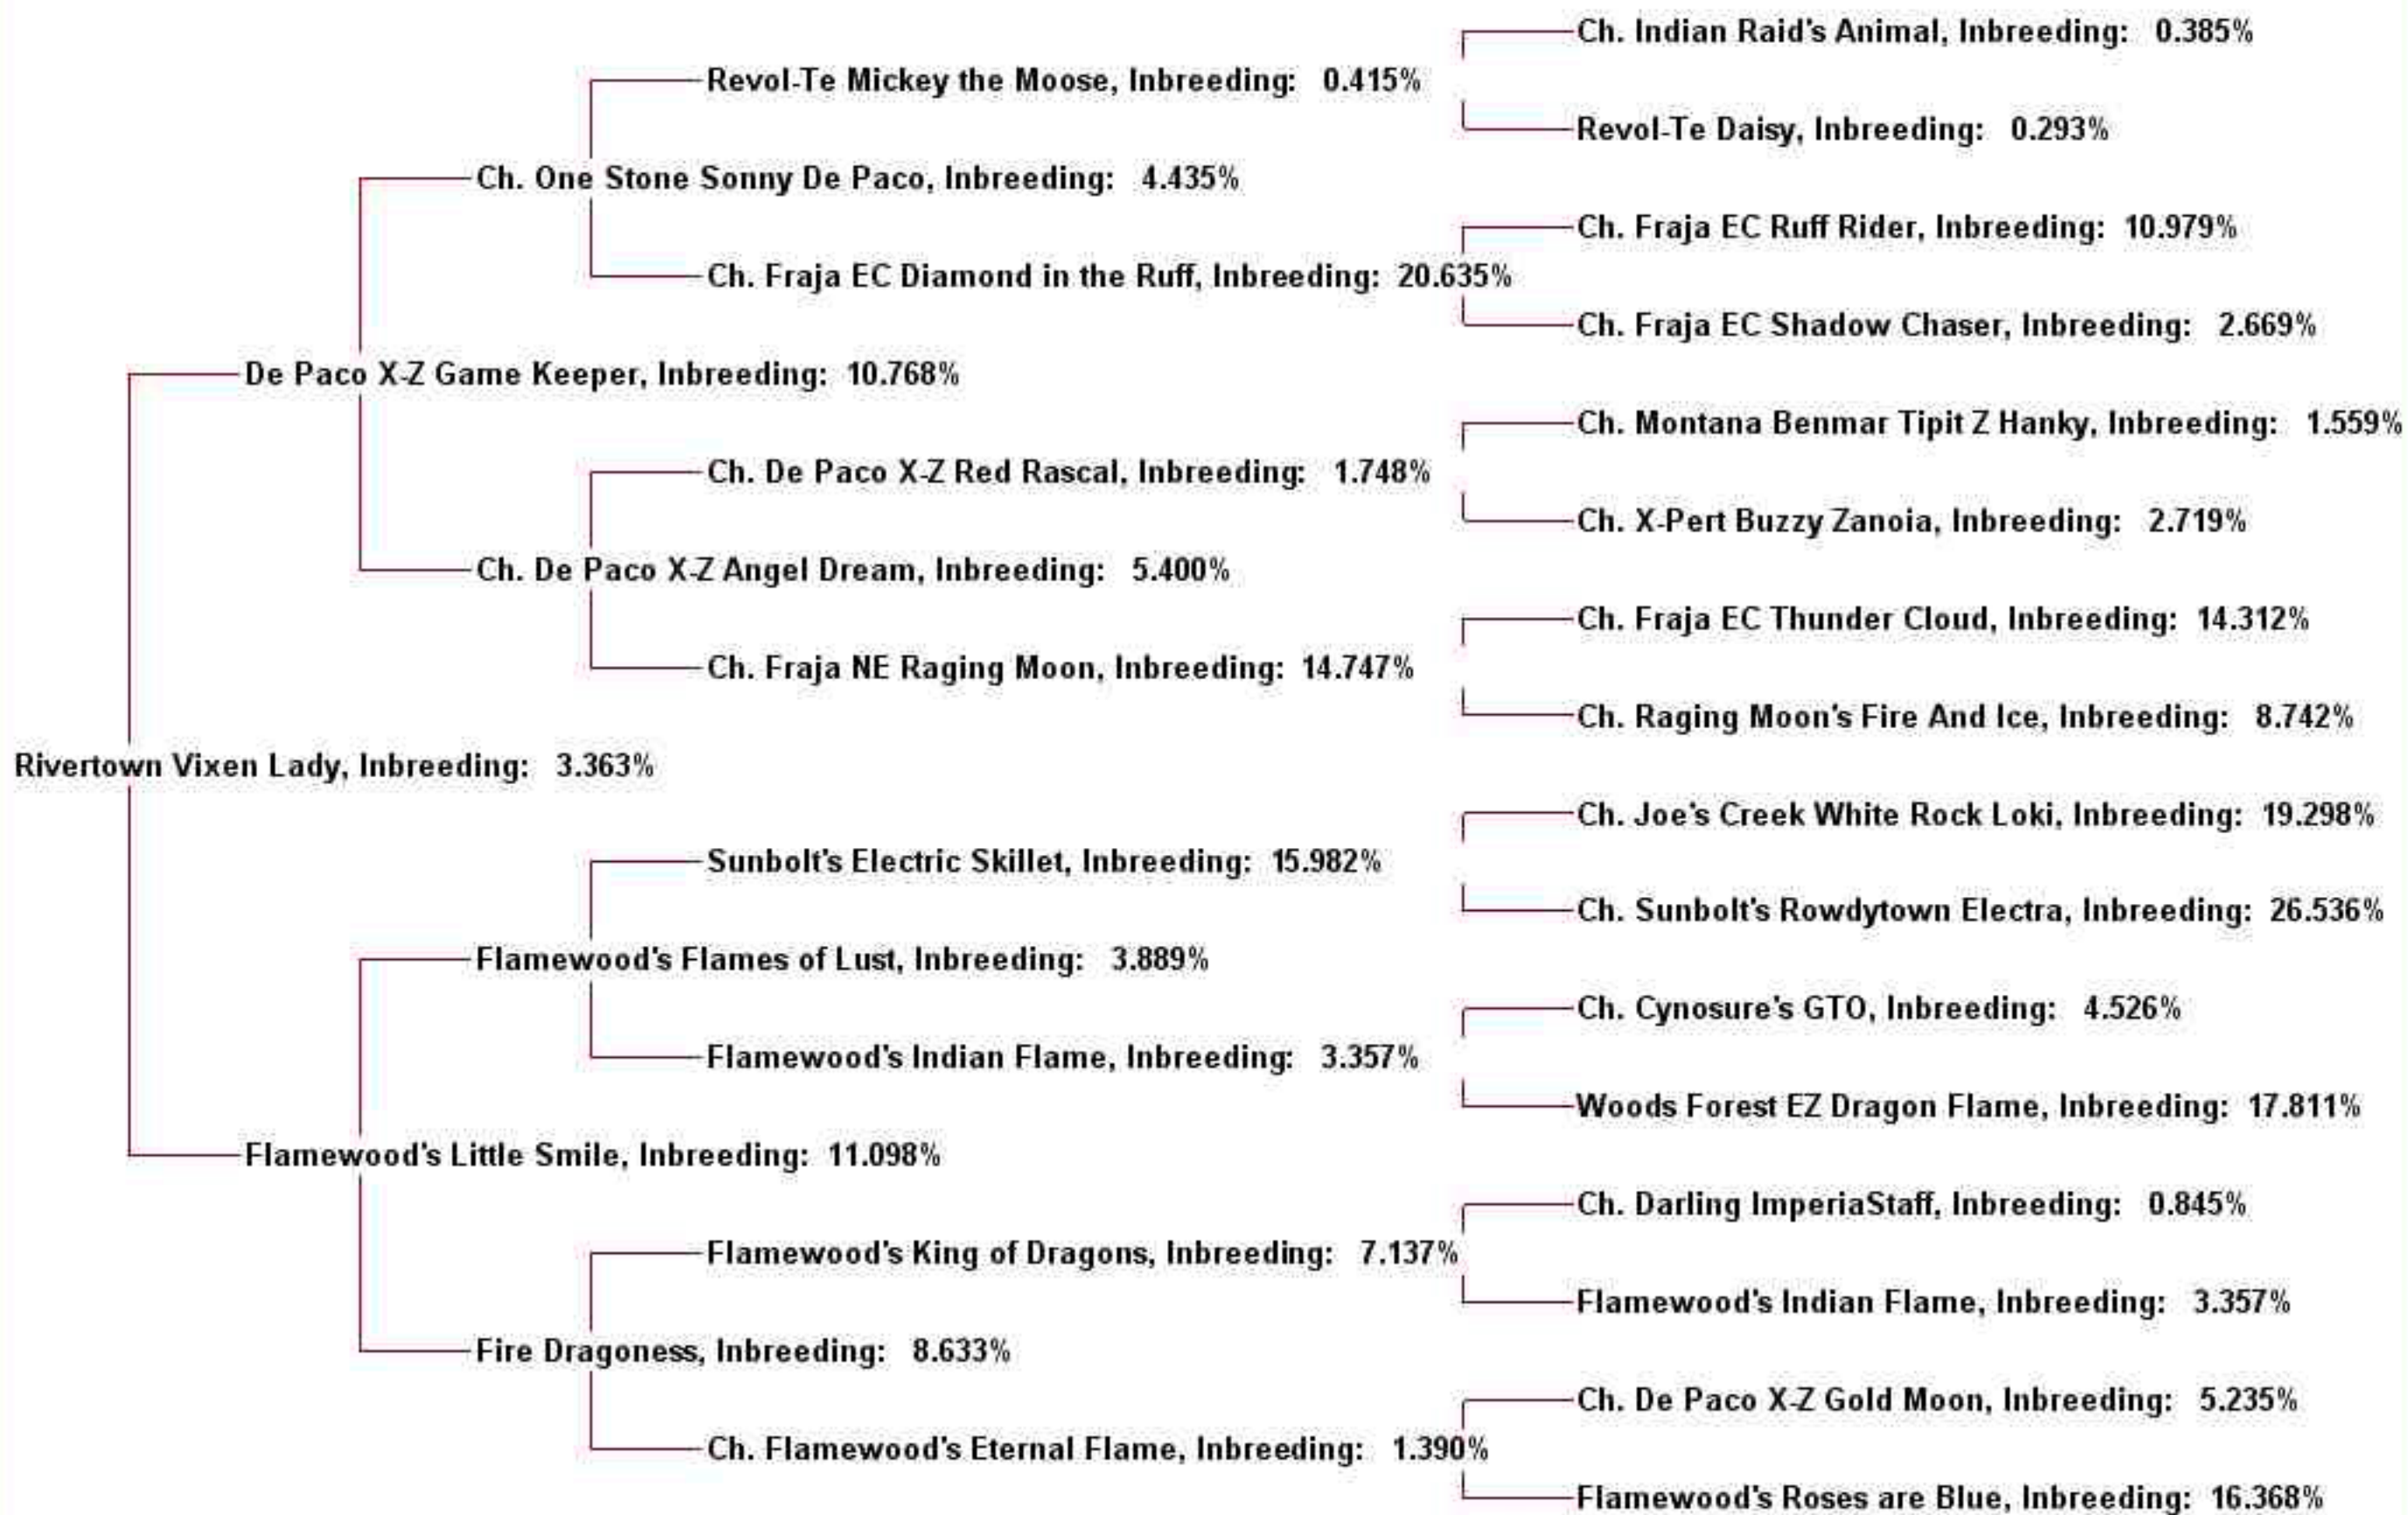 Ch. Indian Raid's Animal, Inbreeding: 0.385%
Revol-Te Mickey the Moose, Inbreeding: 0.415%
Revol-Te Daisy, Inbreeding: 0.293%
Ch. One Stone Sonny De Paco, Inbreeding: 4.435%
Ch. Fraja EC Ruff Rider, Inbreeding: 10.979%
Ch. Fraja EC Diamond in the Ruff, Inbreeding: 20.635%
Ch. Fraja EC Shadow Chaser, Inbreeding: 2.669%
De Paco X-Z Game Keeper, Inbreeding: 10.768%
Ch. Montana Benmar Tipit Z Hanky, Inbreeding: 1.559%
Ch. De Paco X-Z Red Rascal, Inbreeding: 1.748%
Ch. X-Pert Buzzy Zanoia, Inbreeding: 2.719%
Ch. De Paco X-Z Angel Dream, Inbreeding: 5.400%
Ch. Fraja EC Thunder Cloud, Inbreeding: 14.312%
Ch. Fraja NE Raging Moon, Inbreeding: 14.747%
Ch. Raging Moon's Fire And Ice, Inbreeding: 8.742%
Rivertown Vixen Lady, Inbreeding: 3.363%
Ch. Joe's Creek White Rock Loki, Inbreeding: 19.298%
Sunbolt's Electric Skillet, Inbreeding: 15.982%
Ch. Sunbolt's Rowdytown Electra, Inbreeding: 26.536%
Flamewood's Flames of Lust, Inbreeding: 3.889%
Ch. Cynosure's GTO, Inbreeding: 4.526%
Flamewood's Indian Flame, Inbreeding: 3.357%
Woods Forest EZ Dragon Flame, Inbreeding: 17.811%
Flamewood's Little Smile, Inbreeding: 11.098%
Ch. Darling ImperiaStaff, Inbreeding: 0.845%
Flamewood's King of Dragons, Inbreeding: 7.137%
Flamewood's Indian Flame, Inbreeding: 3.357%
Fire Dragoness, Inbreeding: 8.633%
Ch. De Paco X-Z Gold Moon, Inbreeding: 5.235%
Ch. Flamewood's Eternal Flame, Inbreeding: 1.390%
Flamewood's Roses are Blue, Inbreeding: 16.368%